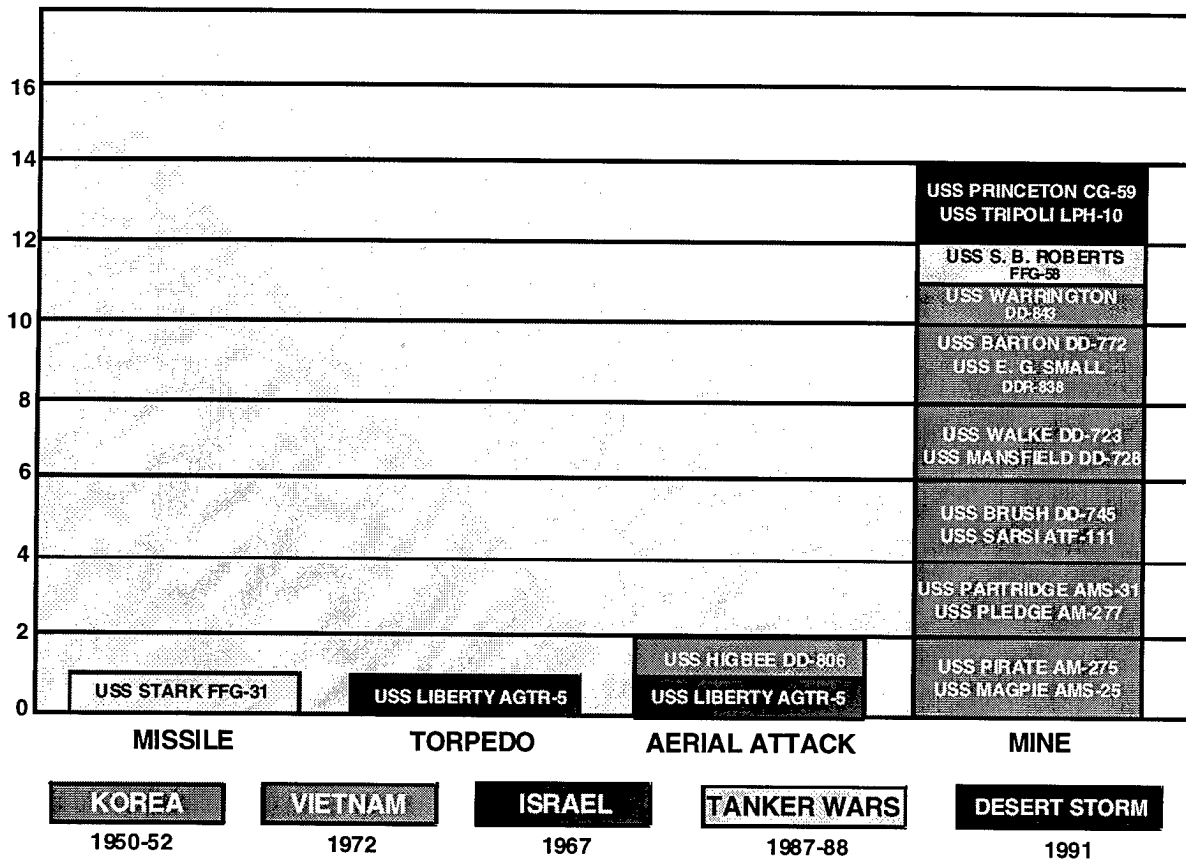 16
14
12
10
8
6
4
2
0
USS PRINCETON CG-59
USS TRIPOLI LPH-10
USS S. B. ROBERTS
FFG-58
USS WARRINGTON
DD-843
USS BARTON DD-772
USS E. G. SMALL
DDR-838
USS WALKE DD-723
USS MANSFIELD DD-728
USS BRUSH DD-745
USS SARSI ATF-111
USS PARTRIDGE AMS-31
USS PLEDGE AM-277
USS PIRATE AM-275
USS MAGPIE AMS-25
USS HIGBEE DD-806
USS STARK FFG-31
USS LIBERTY AGTR-5
USS LIBERTY AGTR-5
MISSILE
TORPEDO
AERIAL ATTACK
MINE
KOREA
VIETNAM
ISRAEL
TANKER WARS
DESERT STORM
1950-52
1972
1967
1987-88
1991